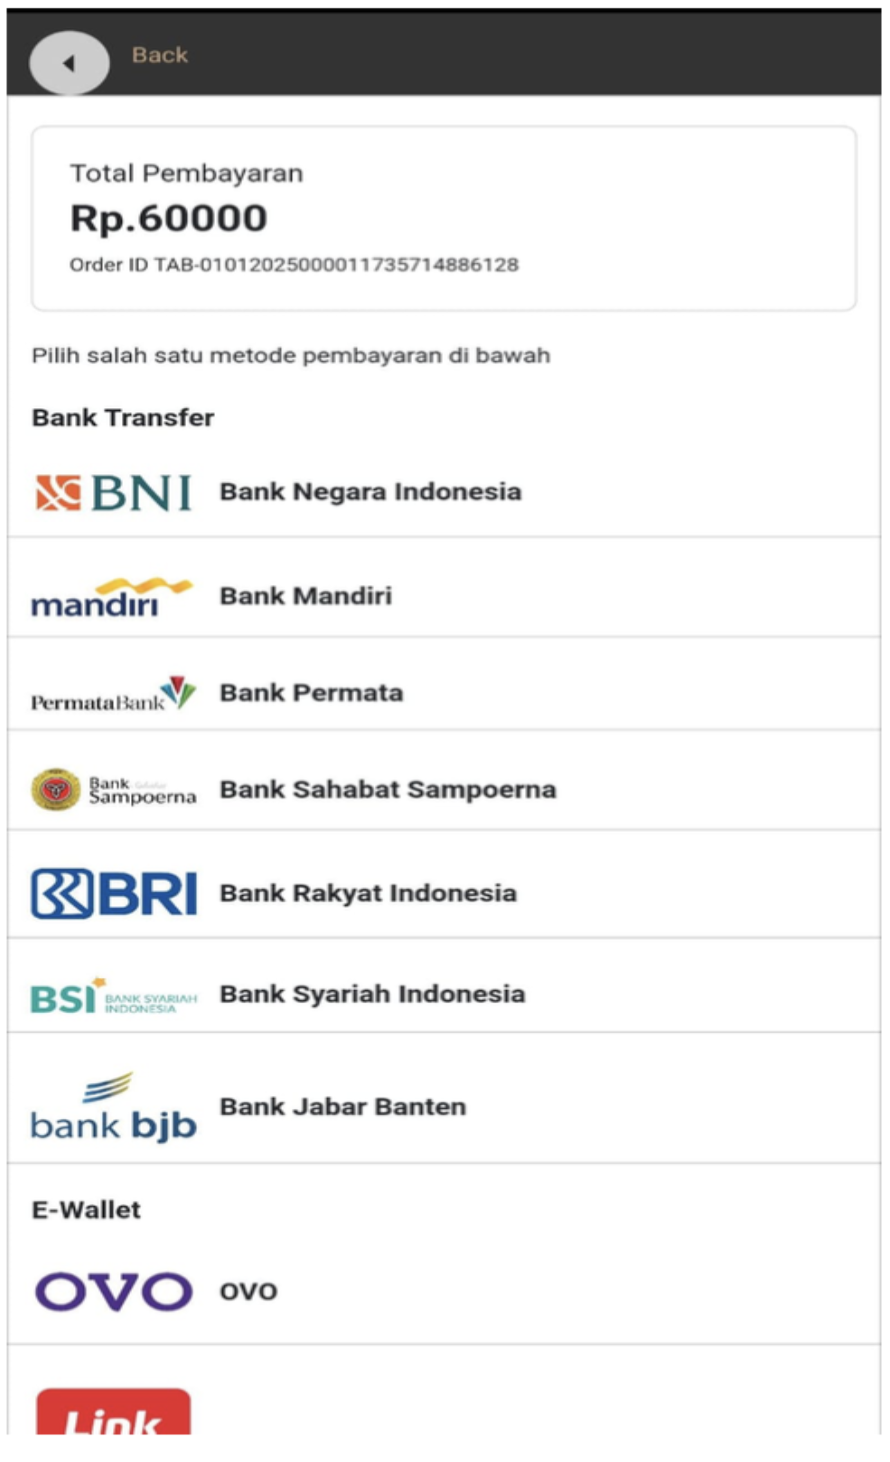 Back
Total Pembayaran
Rp.60000
Order ID TAB-01012025000011735714886128
Pilih salah satu metode pembayaran di bawah
Bank Transfer
BNI Bank Negara Indonesia
mandiri Bank Mandiri
PermataBank Bank Permata
Bank
Sampoerna Bank Sahabat Sampoerna
BRI Bank Rakyat Indonesia
BSI BANK SYARIAH
INDONESIA Bank Syariah Indonesia
bank bjb Bank Jabar Banten
E-Wallet
OVO OVO
Link